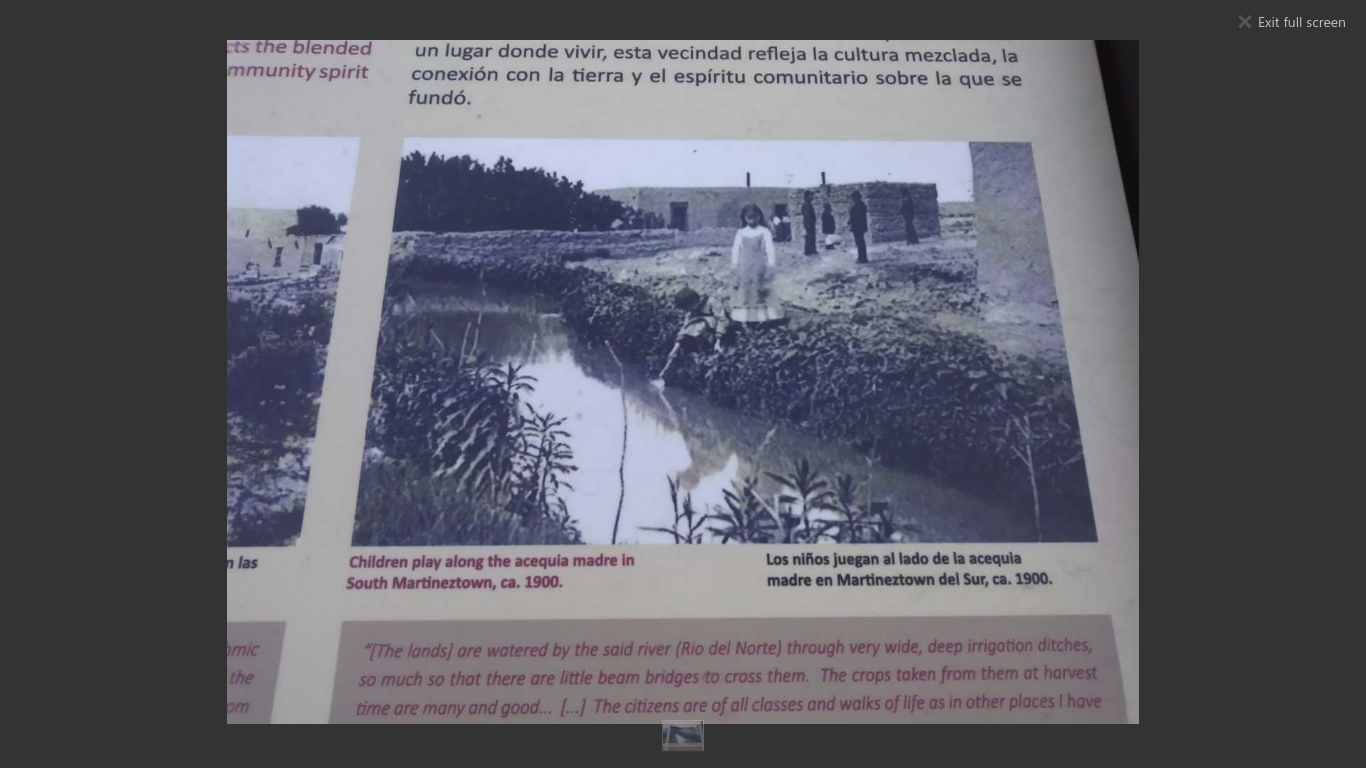 Exit full screen
cts the blended
mmunity spirit
un lugar donde vivir, esta vecindad refleja la cultura mezclada, la
conexión con la tierra y el espíritu comunitario sobre la que se
fundó.
n las
Children play along the acequia madre in
South Martineztown, ca. 1900.
Los niños juegan al lado de la acequia
madre en Martineztown del Sur, ca. 1900.
omic
the
om
“[The lands] are watered by the said river (Rio del Norte) through very wide, deep irrigation ditches,
so much so that there are little beam bridges to cross them. The crops taken from them at harvest
time are many and good... [...] The citizens are of all classes and walks of life as in other places I have